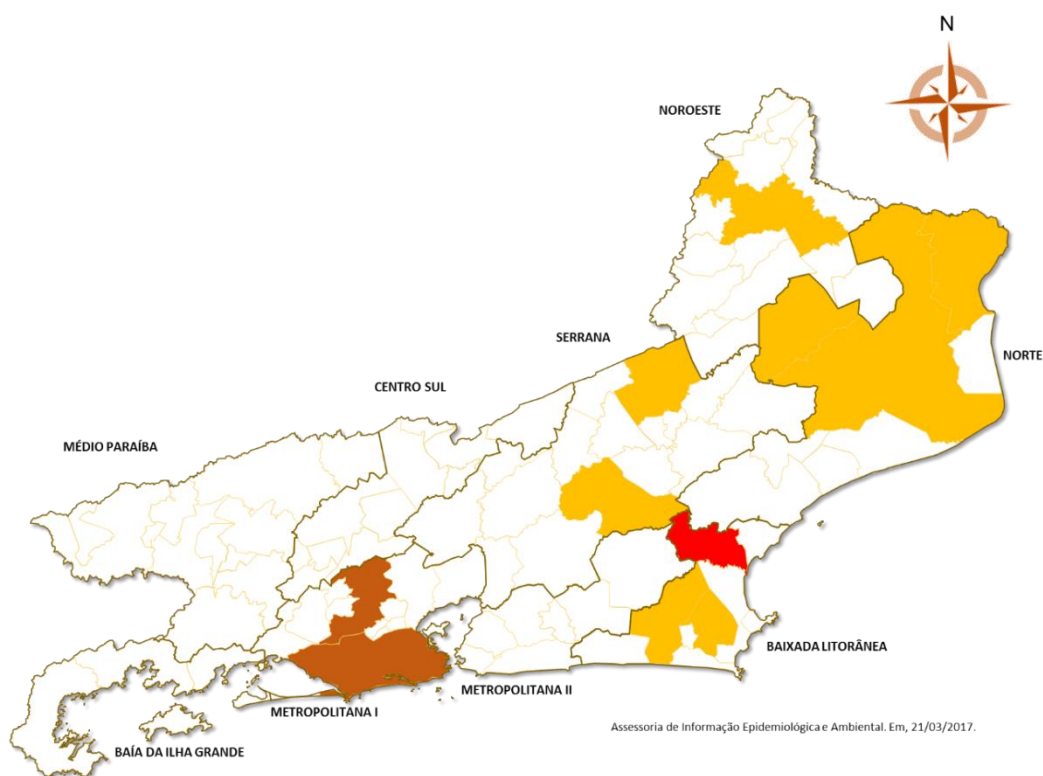 N
NOROESTE
SERRANA
NORTE
CENTRO SUL
MÉDIO PARAÍBA
BAIXADA LITORÂNEA
METROPOLITANA II
METROPOLITANA I
Assessoria de Informação Epidemiológica e Ambiental. Em, 21/03/2017.
BAÍA DA ILHA GRANDE